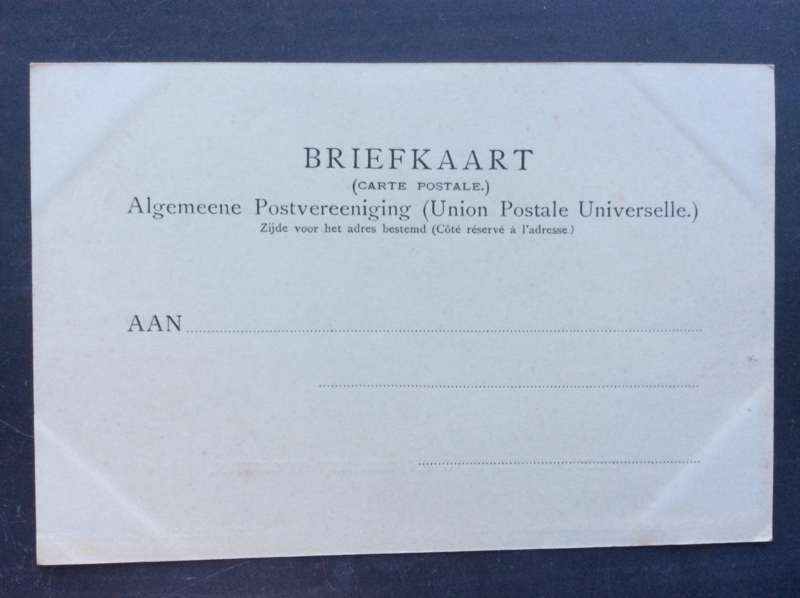 BRIEFKAART
(CARTE POSTALE.)
Algemeene Postvereeniging (Union Postale Universelle.)
Zijde voor het adres bestemd (Côté réservé à l'adresse.)
AAN